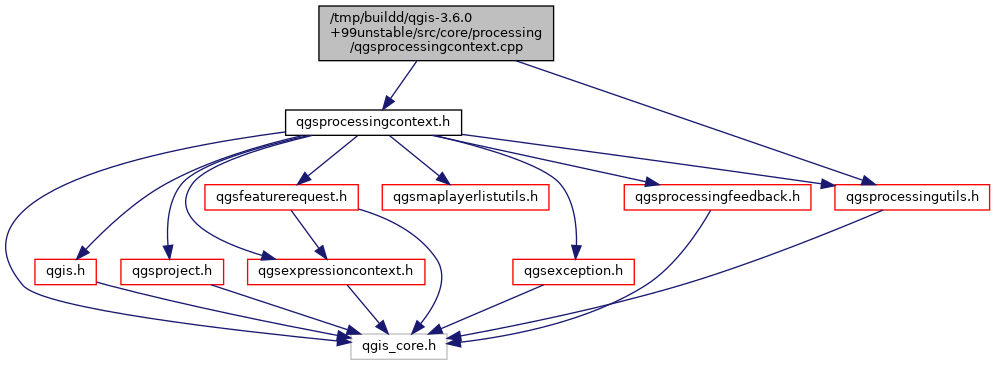 /tmp/buildd/qgis-3.6.0
+99unstable/src/core/processing
/qgsprocessingcontext.cpp
qgsprocessingcontext.h
qgsfeaturerequest.h
qgsmaplayerlistutils.h
qgsprocessingfeedback.h
qgsprocessingutils.h
qgis.h
qgsproject.h
qgsexpressioncontext.h
qgsexception.h
qgis_core.h